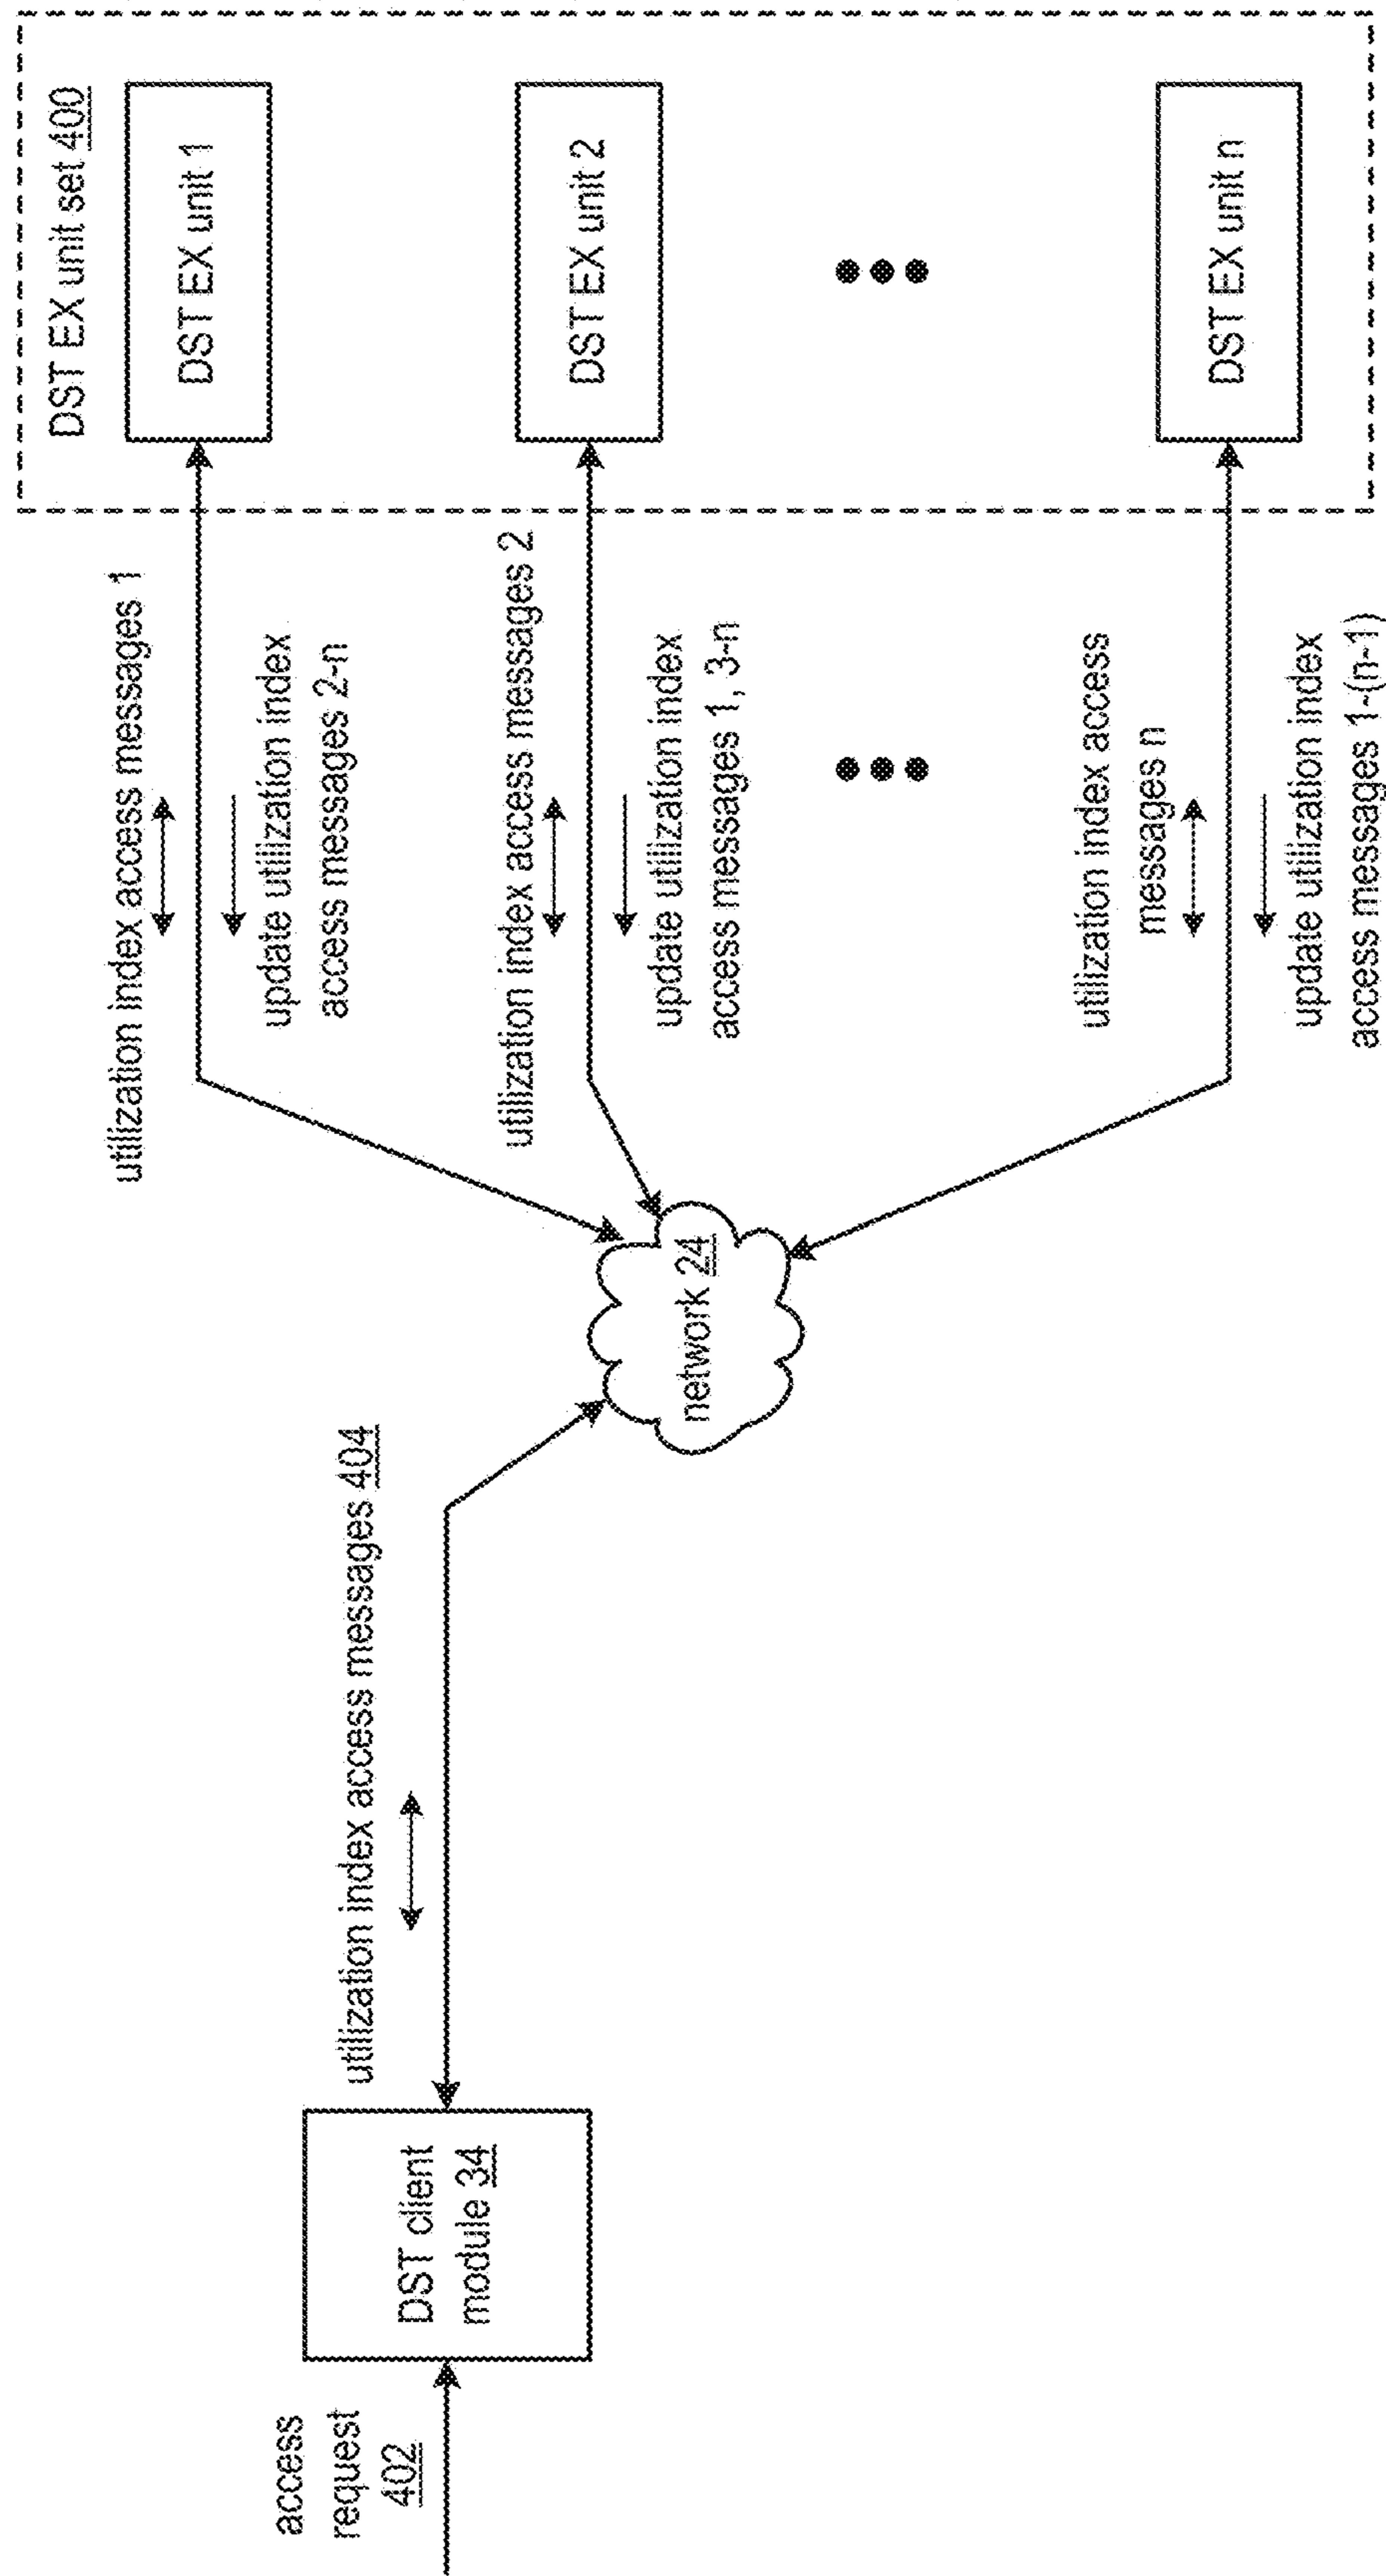 access
request
402
DST client
module 34
utilization index access messages 404
network 24
utilization index access messages 1
update utilization index
access messages 2-n
utilization index access messages 2
update utilization index
access messages 1, 3-n
utilization index access
messages n
update utilization index
access messages 1-(n-1)
DST EX unit set 400
DST EX unit 1
DST EX unit 2
DST EX unit n